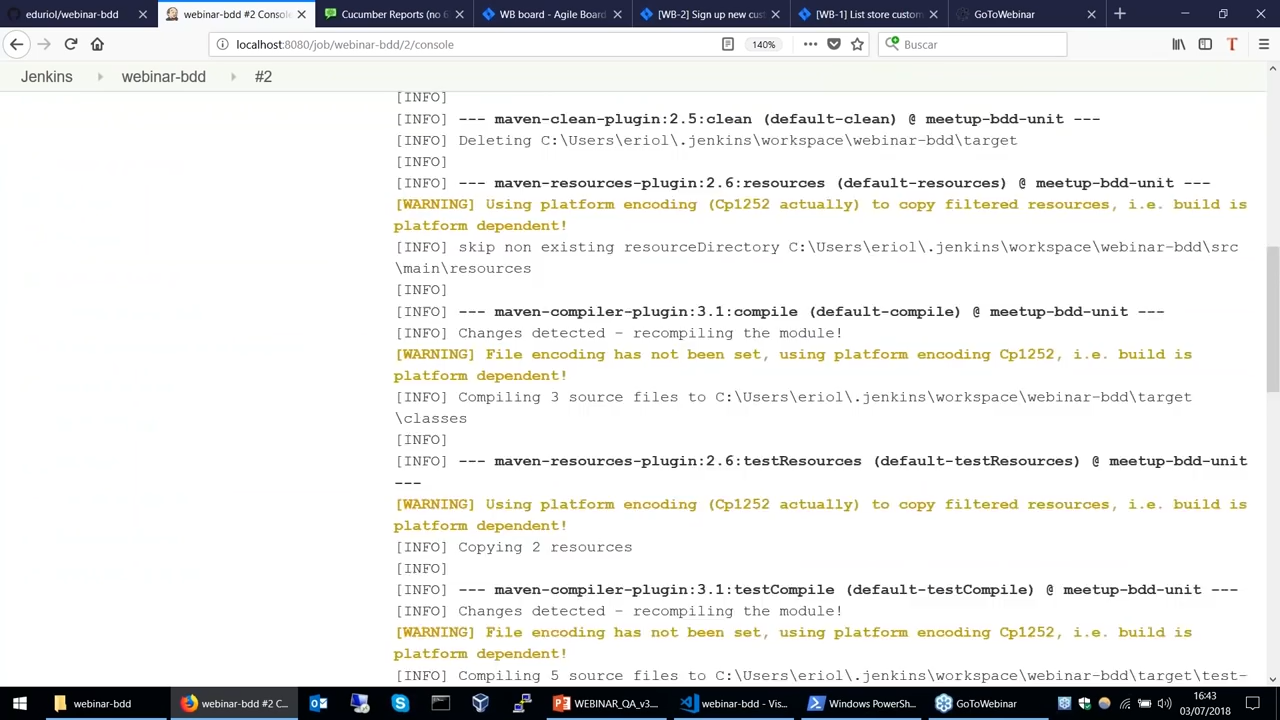 eduriol/webinar-bdd
webinar-bdd #2 Console
Cucumber Reports (no 6
WB board - Agile Board
[WB-2] Sign up new cust
[WB-1] List store custom
GoToWebinar
localhost:8080/job/webinar-bdd/2/console
140%
Buscar
Jenkins
webinar-bdd
#2
[INFO]
[INFO] --- maven-clean-plugin:2.5:clean (default-clean) @ meetup-bdd-unit ---
[INFO] Deleting C:\Users\eriol\.jenkins\workspace\webinar-bdd\target
[INFO]
[INFO] --- maven-resources-plugin:2.6:resources (default-resources) @ meetup-bdd-unit ---
[WARNING] Using platform encoding (Cp1252 actually) to copy filtered resources, i.e. build is
platform dependent!
[INFO] skip non existing resourceDirectory C:\Users\eriol\.jenkins\workspace\webinar-bdd\src
\main\resources
[INFO]
[INFO] --- maven-compiler-plugin:3.1:compile (default-compile) @ meetup-bdd-unit ---
[INFO] Changes detected - recompiling the module!
[WARNING] File encoding has not been set, using platform encoding Cp1252, i.e. build is
platform dependent!
[INFO] Compiling 3 source files to C:\Users\eriol\.jenkins\workspace\webinar-bdd\target
\classes
[INFO]
[INFO] --- maven-resources-plugin:2.6:testResources (default-testResources) @ meetup-bdd-unit
---
[WARNING] Using platform encoding (Cp1252 actually) to copy filtered resources, i.e. build is
platform dependent!
[INFO] Copying 2 resources
[INFO]
[INFO] --- maven-compiler-plugin:3.1:testCompile (default-testCompile) @ meetup-bdd-unit ---
[INFO] Changes detected - recompiling the module!
[WARNING] File encoding has not been set, using platform encoding Cp1252, i.e. build is
platform dependent!
[INFO] Compiling 5 source files to C:\Users\eriol\.jenkins\workspace\webinar-bdd\target\test-
webinar-bdd
webinar-bdd #2 C...
WEBINAR_QA_v3....
webinar-bdd - Vis...
Windows PowerSh...
GoToWebinar
16:43
03/07/2018